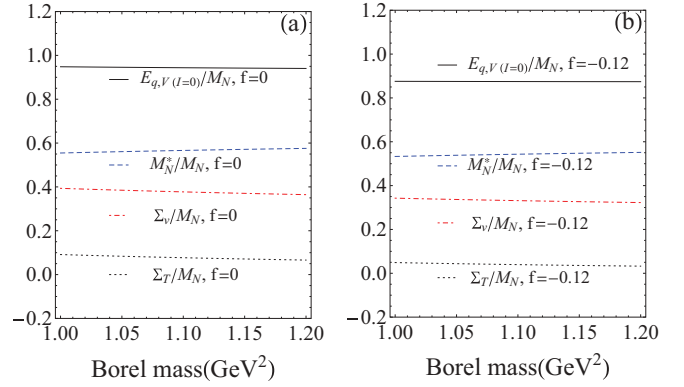 (a)
1.2
1.0
0.8
0.6
0.4
0.2
0.0
−0.2
E_{q,V(I=0)}/M_N, f=0
M_N^*/M_N, f=0
Σ_v/M_N, f=0
Σ_T/M_N, f=0
1.00 1.05 1.10 1.15 1.20
Borel mass(GeV²)
(b)
1.2
1.0
0.8
0.6
0.4
0.2
0.0
−0.2
E_{q,V(I=0)}/M_N, f=−0.12
M_N^*/M_N, f=−0.12
Σ_v/M_N, f=−0.12
Σ_T/M_N, f=−0.12
1.00 1.05 1.10 1.15 1.20
Borel mass(GeV²)